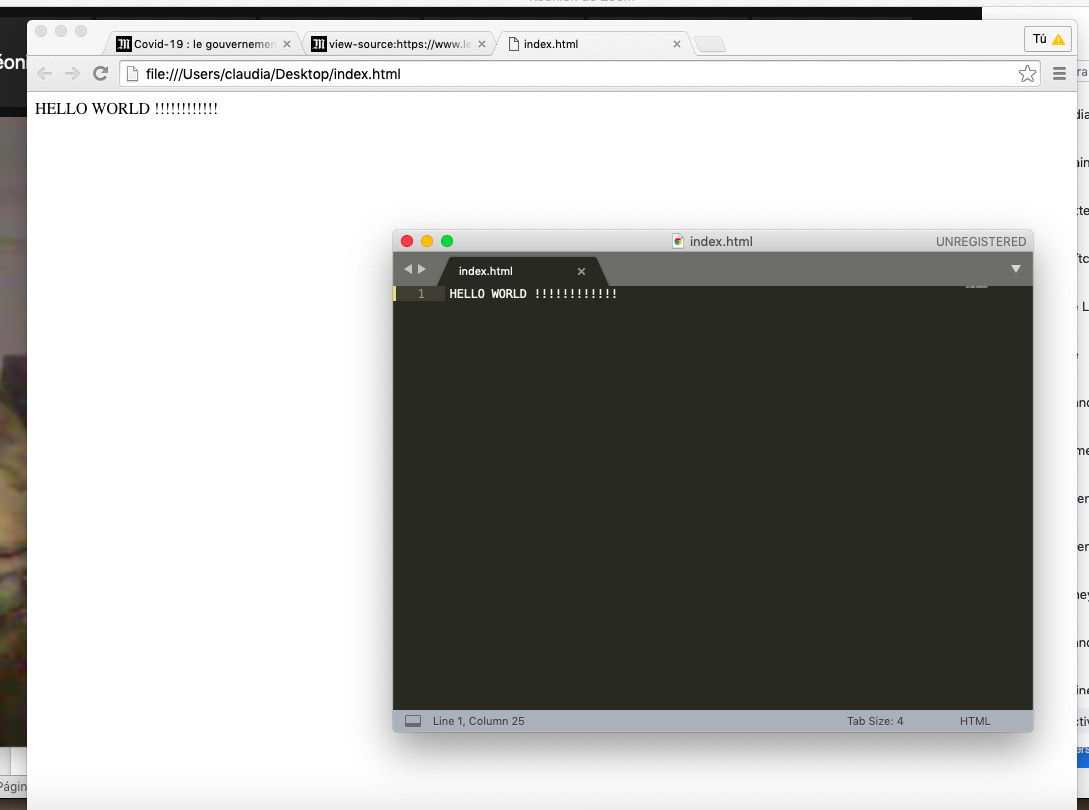 Tú
Covid-19 : le gouvernemen
view-source:https://www.le
index.html
file:///Users/claudia/Desktop/index.html
HELLO WORLD !!!!!!!!!!!!
index.html
UNREGISTERED
index.html
1 HELLO WORLD !!!!!!!!!!!!
Line 1, Column 25
Tab Size: 4
HTML
Págin